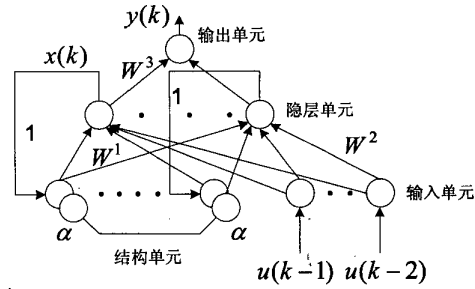 y(k)
输出单元
x(k)
W³
1
1
隐层单元
W¹
W²
输入单元
α
α
结构单元
u(k−1)
u(k−2)